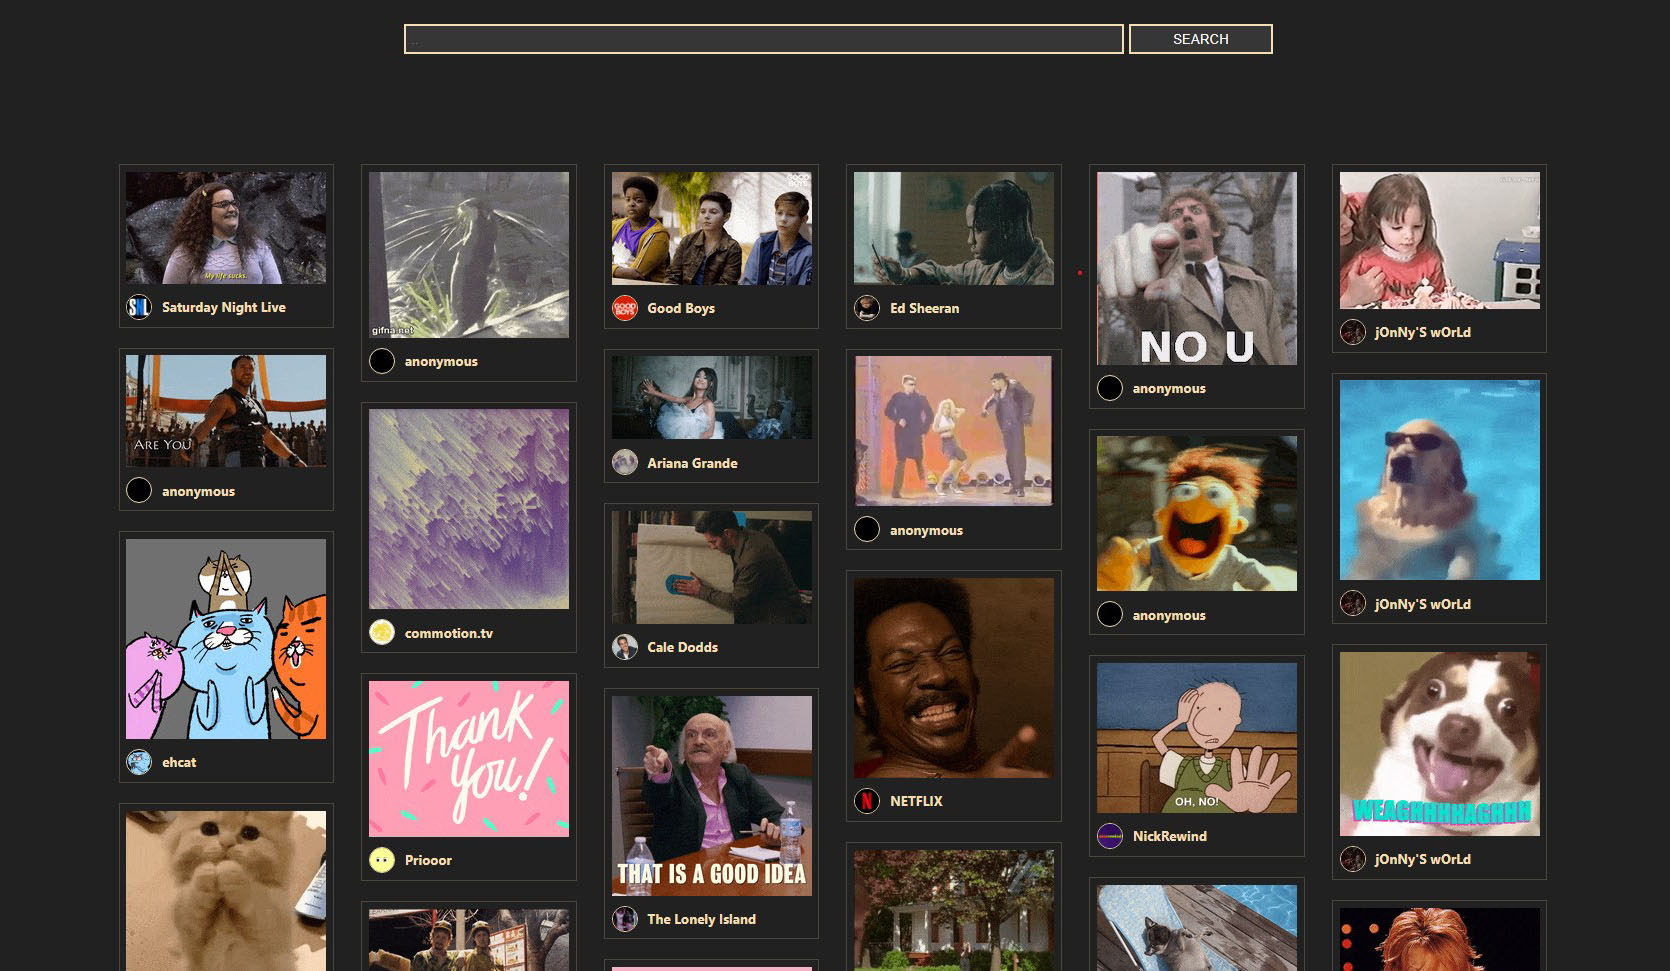 ..
SEARCH
My life sucks.
SNL
Saturday Night Live
ARE YOU
anonymous
ehcat
gifna.net
anonymous
commotion.tv
Thank
you!
Priooor
GOOD
BOYS
GOOD
BOYS
Good Boys
Ariana Grande
Cale Dodds
THAT IS A GOOD IDEA
The Lonely Island
Ed Sheeran
anonymous
N
NETFLIX
NO U
anonymous
anonymous
OH, NO!
NickRewind
jOnNy'S wOrLd
jOnNy'S wOrLd
WEAGHHHHAGHHH
jOnNy'S wOrLd